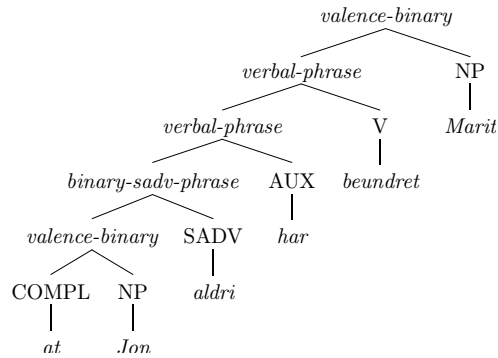 valence-binary
verbal-phrase NP
verbal-phrase V Marit
binary-sadv-phrase AUX beundret
valence-binary SADV har
COMPL NP aldri
at Jon